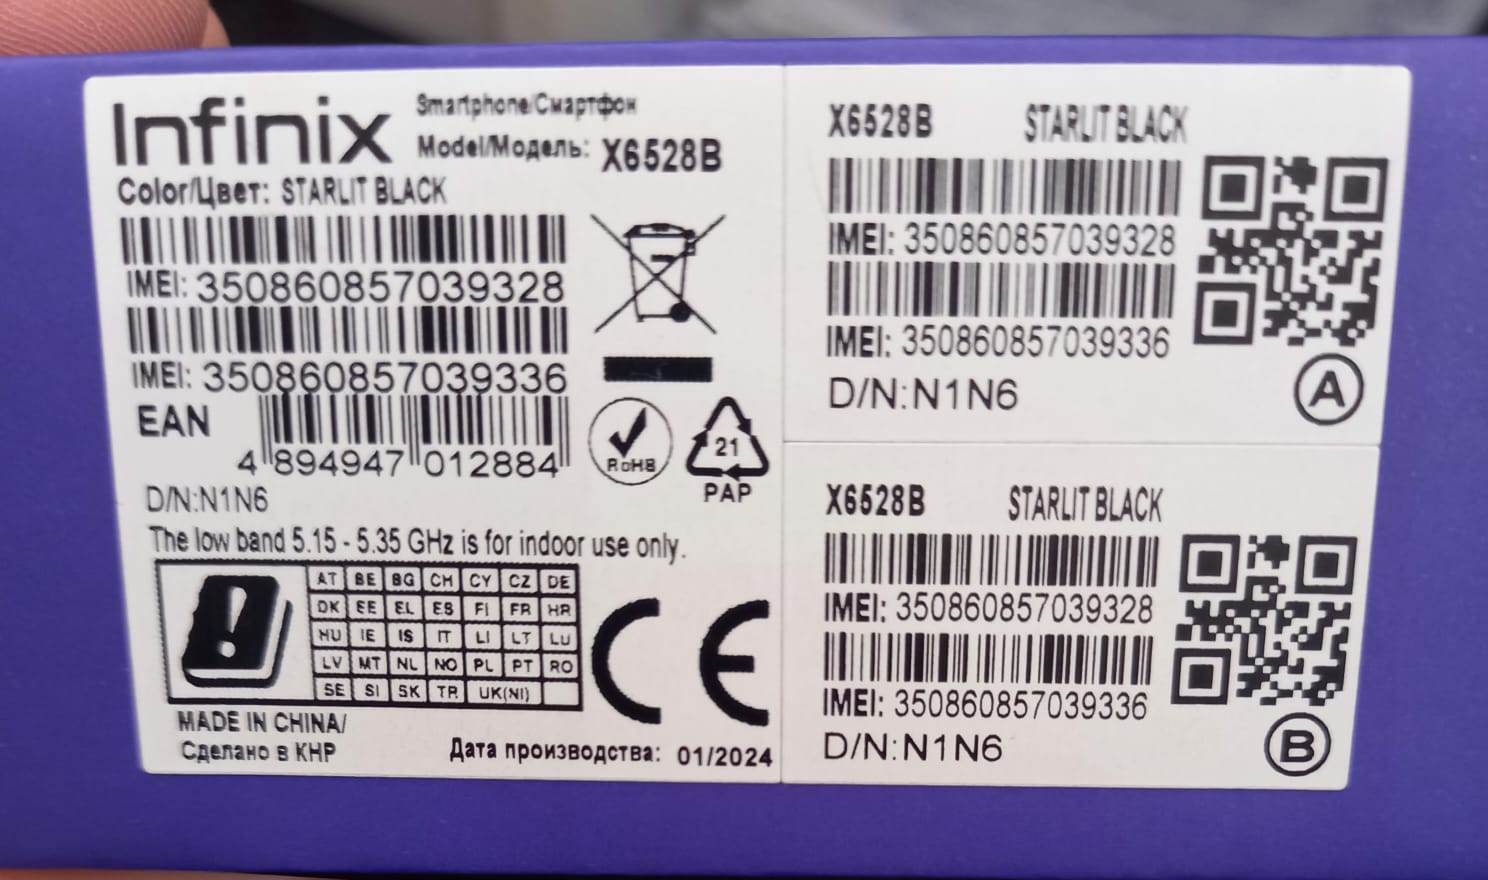 Infinix
Smartphone/Смартфон
Model/Модель: X6528B
Color/Цвет: STARLIT BLACK
IMEI: 350860857039328
IMEI: 350860857039336
EAN
4 894947 012884
D/N:N1N6
RoHS
21
PAP
The low band 5.15 - 5.35 GHz is for indoor use only.
AT BE BG CH CY CZ DE
DK EE EL ES FI FR HR
HU IE IS IT LI LT LU
LV MT NL NO PL PT RO
SE SI SK TR UK(NI)
CE
MADE IN CHINA/
Сделано в КНР
Дата производства: 01/2024
X6528B STARLIT BLACK
IMEI: 350860857039328
IMEI: 350860857039336
D/N:N1N6
A
X6528B STARLIT BLACK
IMEI: 350860857039328
IMEI: 350860857039336
D/N:N1N6
B